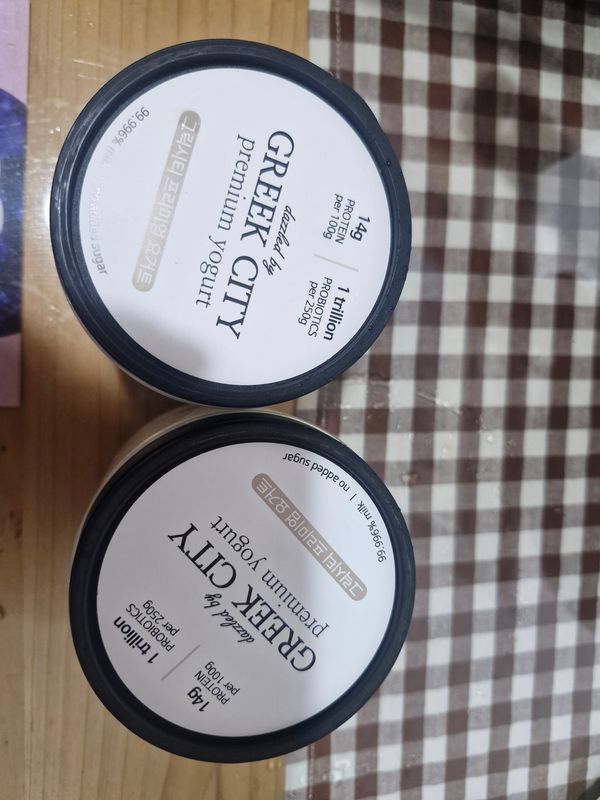 14g
PROTEIN
per 100g
1 trillion
PROBIOTICS
per 250g
dazzled by
GREEK CITY
premium yogurt
그릭시티 프리미엄 요거트
99.996% milk | no added sugar
14g
PROTEIN
per 100g
1 trillion
PROBIOTICS
per 250g
dazzled by
GREEK CITY
premium yogurt
그릭시티 프리미엄 요거트
99.996% milk | no added sugar